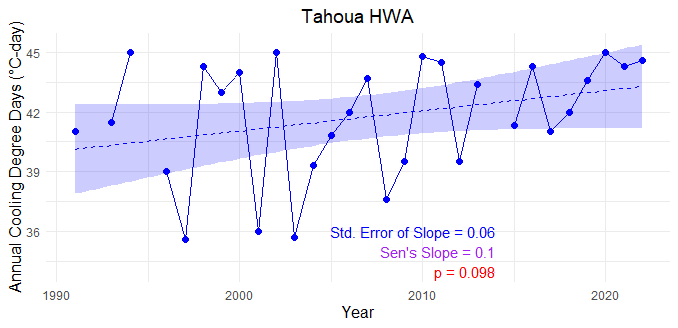 Tahoua HWA
Annual Cooling Degree Days (°C-day)
45
42
39
36
Std. Error of Slope = 0.06
Sen's Slope = 0.1
p = 0.098
1990
2000
2010
2020
Year